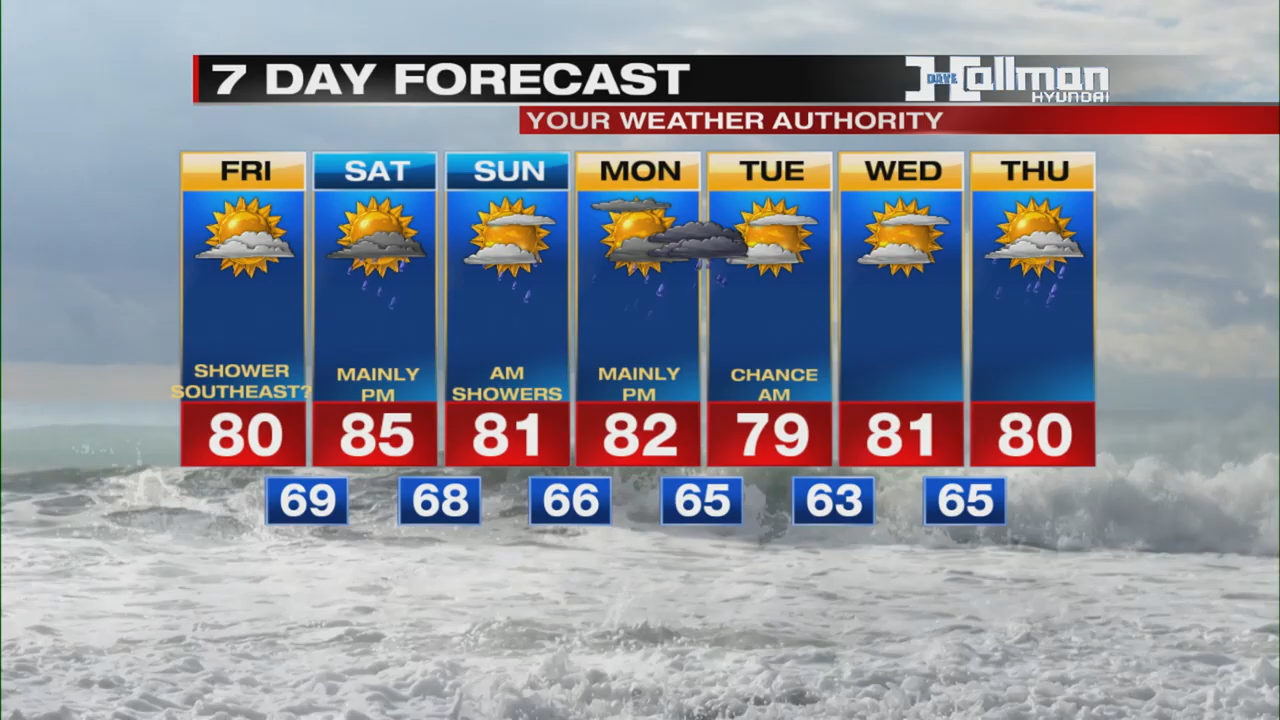 7 DAY FORECAST
DAVE Hallman
HYUNDAI
YOUR WEATHER AUTHORITY
FRI SAT SUN MON TUE WED THU
SHOWER SOUTHEAST?
MAINLY PM
AM SHOWERS
MAINLY PM
CHANCE AM
80 85 81 82 79 81 80
69 68 66 65 63 65